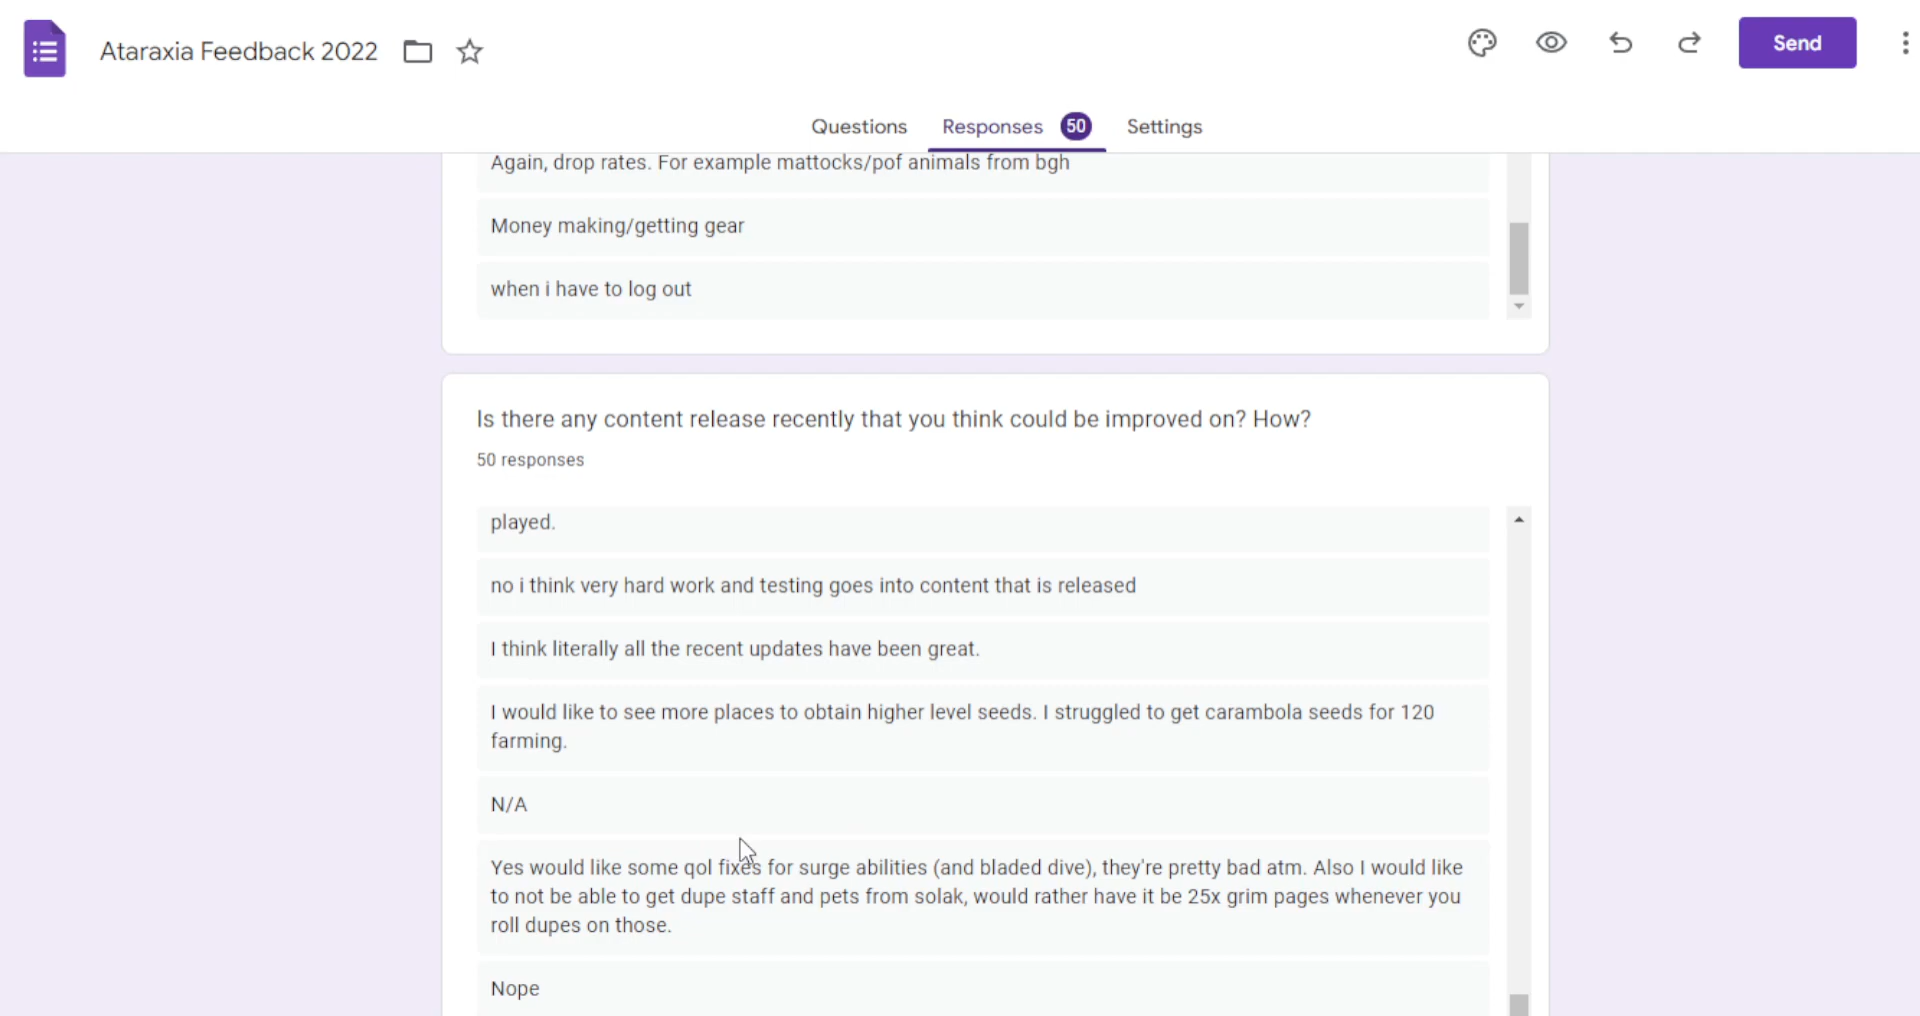 Ataraxia Feedback 2022
Send
Questions
Responses 50
Settings
Again, drop rates. For example mattocks/pof animals from bgh
Money making/getting gear
when i have to log out
Is there any content release recently that you think could be improved on? How?
50 responses
played.
no i think very hard work and testing goes into content that is released
I think literally all the recent updates have been great.
I would like to see more places to obtain higher level seeds. I struggled to get carambola seeds for 120
farming.
N/A
Yes would like some qol fixes for surge abilities (and bladed dive), they're pretty bad atm. Also I would like
to not be able to get dupe staff and pets from solak, would rather have it be 25x grim pages whenever you
roll dupes on those.
Nope